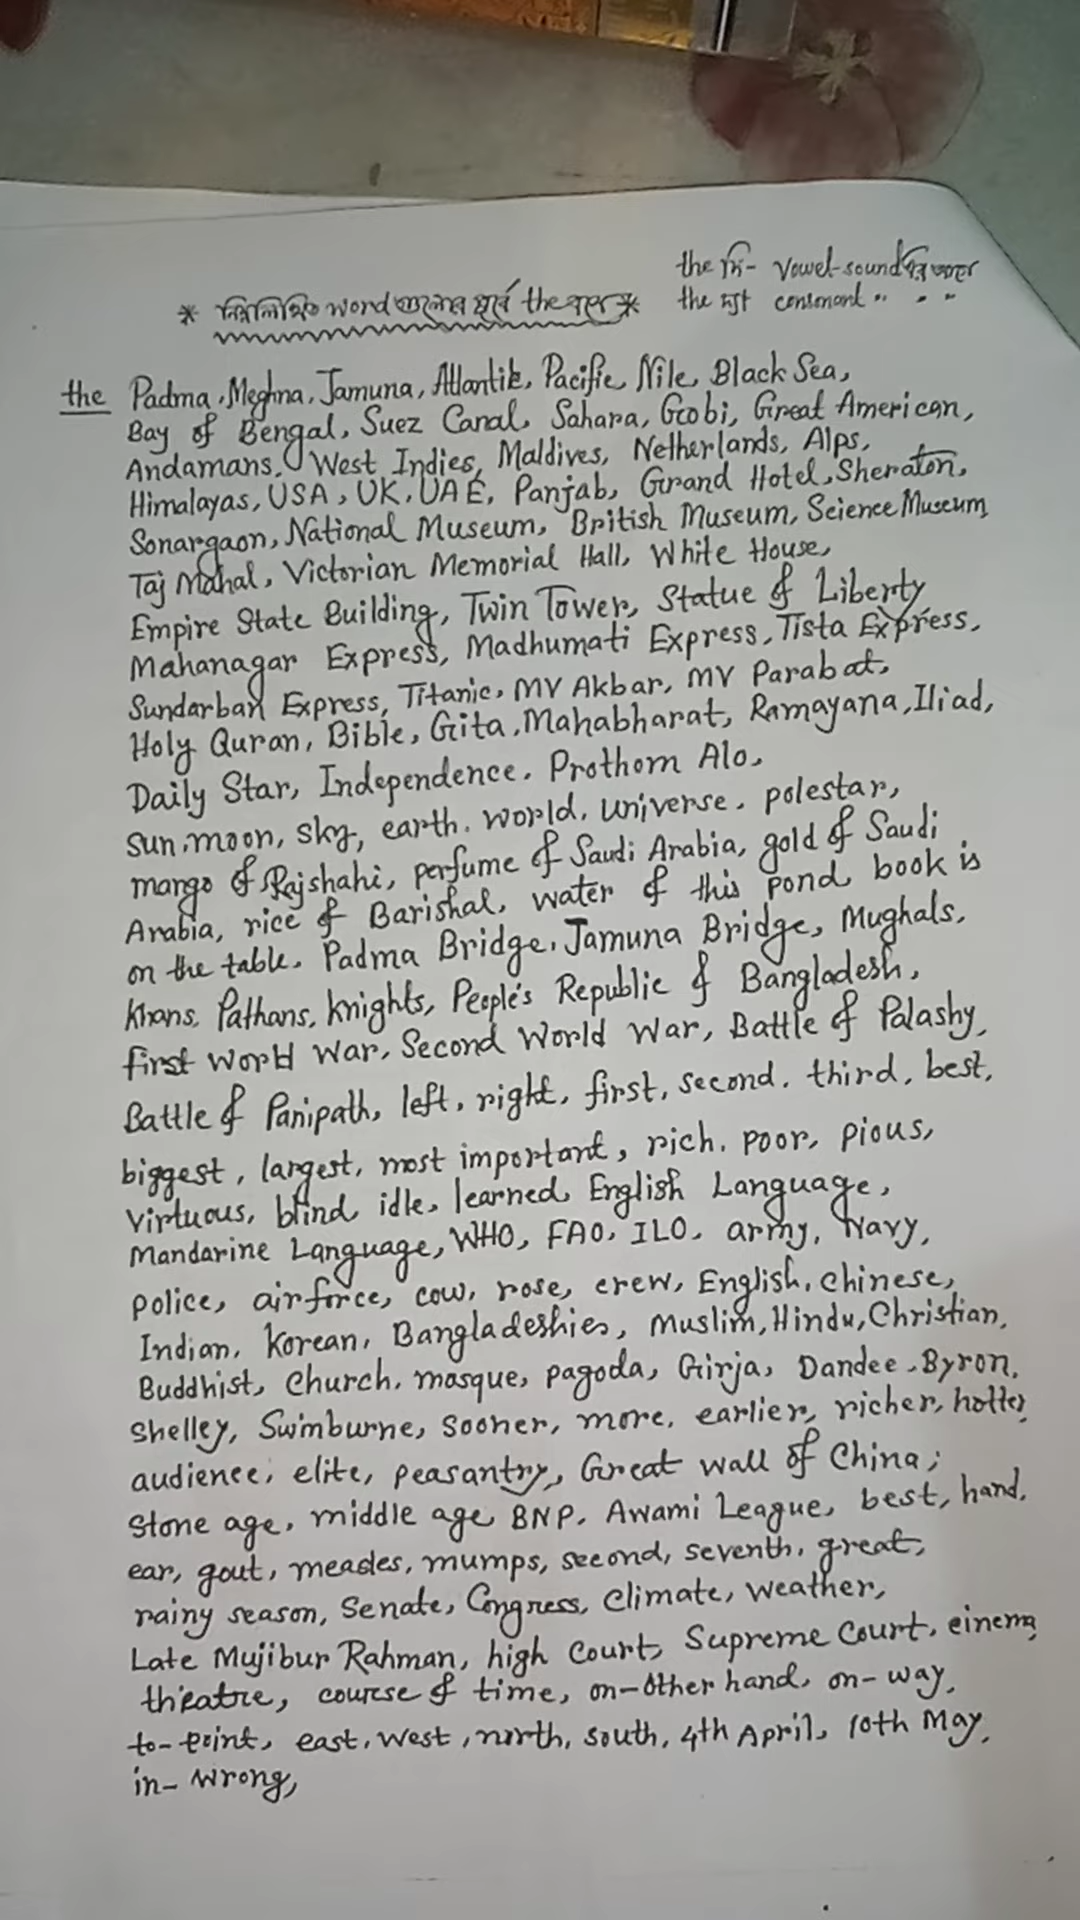 the দি- vowel-sound এর আগে
the দ্যা consonant " " "
* নিম্নলিখিত word গুলোর পূর্বে the বসে *
the Padma, Meghna, Jamuna, Atlantik, Pacific, Nile, Black Sea,
Bay of Bengal, Suez Canal, Sahara, Gobi, Great American,
Andamans, West Indies, Maldives, Netherlands, Alps,
Himalayas, USA, UK, UAE, Panjab, Grand Hotel, Sheraton,
Sonargaon, National Museum, British Museum, Science Museum,
Taj Mahal, Victorian Memorial Hall, White House,
Empire State Building, Twin Tower, Statue of Liberty,
Mahanagar Express, Madhumati Express, Tista Express,
Sundarban Express, Titanic, MV Akbar, MV Parabat,
Holy Quran, Bible, Gita, Mahabharat, Ramayana, Iliad,
Daily Star, Independence, Prothom Alo,
sun, moon, sky, earth, world, universe, polestar,
mango of Rajshahi, perfume of Saudi Arabia, gold of Saudi
Arabia, rice of Barishal, water of this pond, book is
on the table, Padma Bridge, Jamuna Bridge, Mughals,
Khans, Pathans, Knights, People's Republic of Bangladesh,
first world war, Second World War, Battle of Palashy,
Battle of Panipath, left, right, first, second, third, best,
biggest, largest, most important, rich, poor, pious,
virtuous, blind, idle, learned, English Language,
Mandarine Language, WHO, FAO, ILO, army, Navy,
police, airforce, cow, rose, crew, English, Chinese,
Indian, Korean, Bangladeshies, Muslim, Hindu, Christian,
Buddhist, Church, mosque, pagoda, Girja, Dandee, Byron,
Shelley, Swimburne, sooner, more, earlier, richer, hotter,
audience, elite, peasantry, Great wall of China;
Stone age, middle age, BNP, Awami League, best, hand,
ear, gout, measles, mumps, second, seventh, great,
rainy season, Senate, Congress, Climate, weather,
Late Mujibur Rahman, high Court, Supreme Court, cinema,
theatre, course of time, on-other hand, on-way,
to-point, east, west, north, south, 4th April, 10th May,
in- wrong,